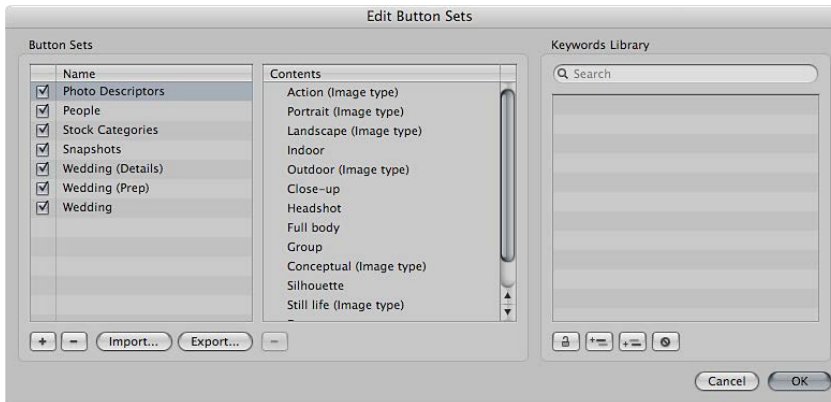 Edit Button Sets
Button Sets
Keywords Library
Name
Photo Descriptors
People
Stock Categories
Snapshots
Wedding (Details)
Wedding (Prep)
Wedding
Contents
Action (Image type)
Portrait (Image type)
Landscape (Image type)
Indoor
Outdoor (Image type)
Close-up
Headshot
Full body
Group
Conceptual (Image type)
Silhouette
Still life (Image type)
Search
Import...
Export...
Cancel
OK